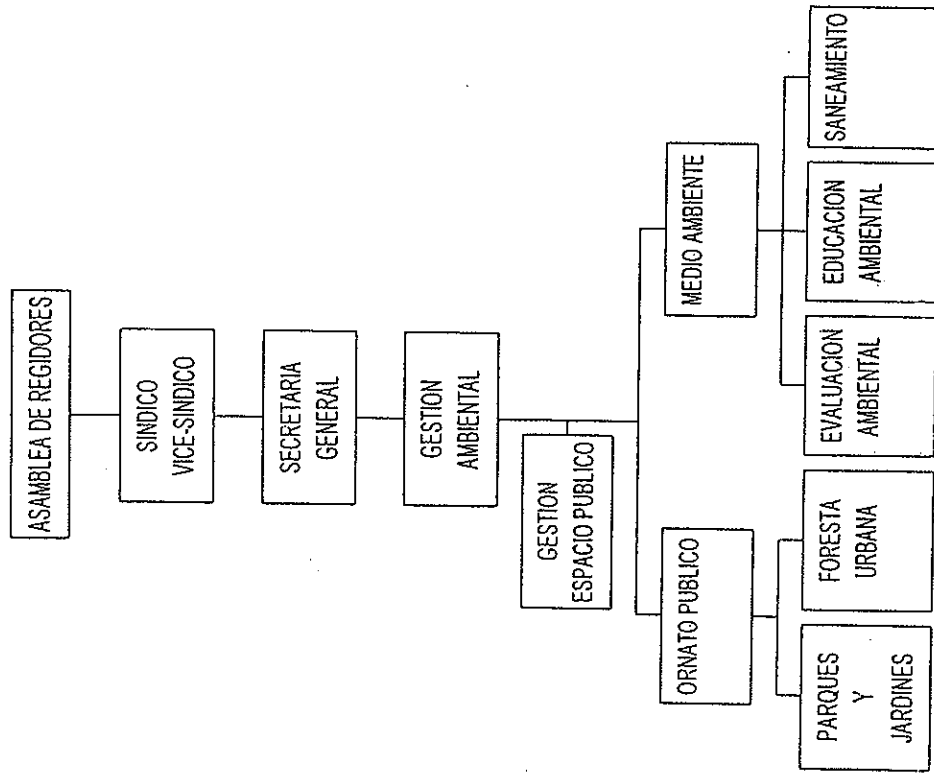 ASAMBLEA DE REGIDORES
SINDICO
VICE-SINDICO
SECRETARIA
GENERAL
GESTION
AMBIENTAL
GESTION
ESPACIO PUBLICO
ORNATO PUBLICO
MEDIO AMBIENTE
PARQUES
Y
JARDINES
FORESTA
URBANA
EVALUACION
AMBIENTAL
EDUCACION
AMBIENTAL
SANEAMIENTO